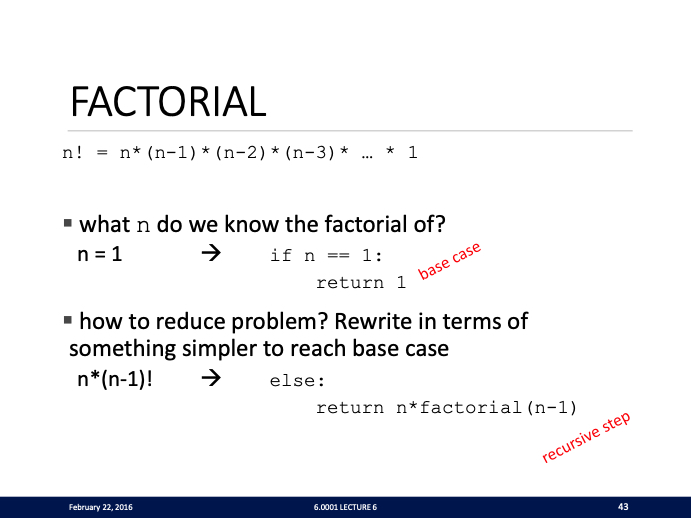 FACTORIAL
n! = n*(n-1)*(n-2)*(n-3)* … * 1
▪ what n do we know the factorial of?
n = 1 → if n == 1:
return 1
base case
▪ how to reduce problem? Rewrite in terms of
something simpler to reach base case
n*(n-1)! → else:
return n*factorial(n-1)
recursive step
February 22, 2016 6.0001 LECTURE 6 43